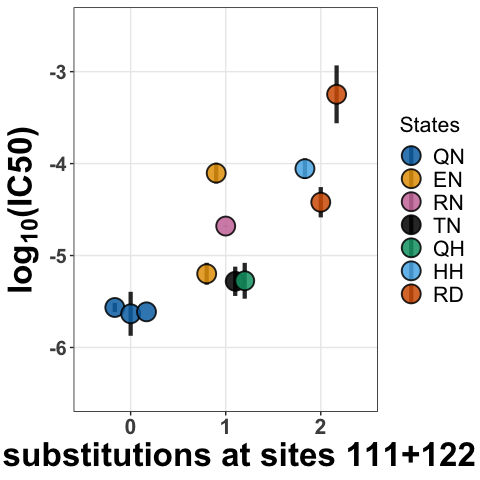 log10(IC50)
-3
-4
-5
-6
0 1 2
substitutions at sites 111+122
States
QN
EN
RN
TN
QH
HH
RD